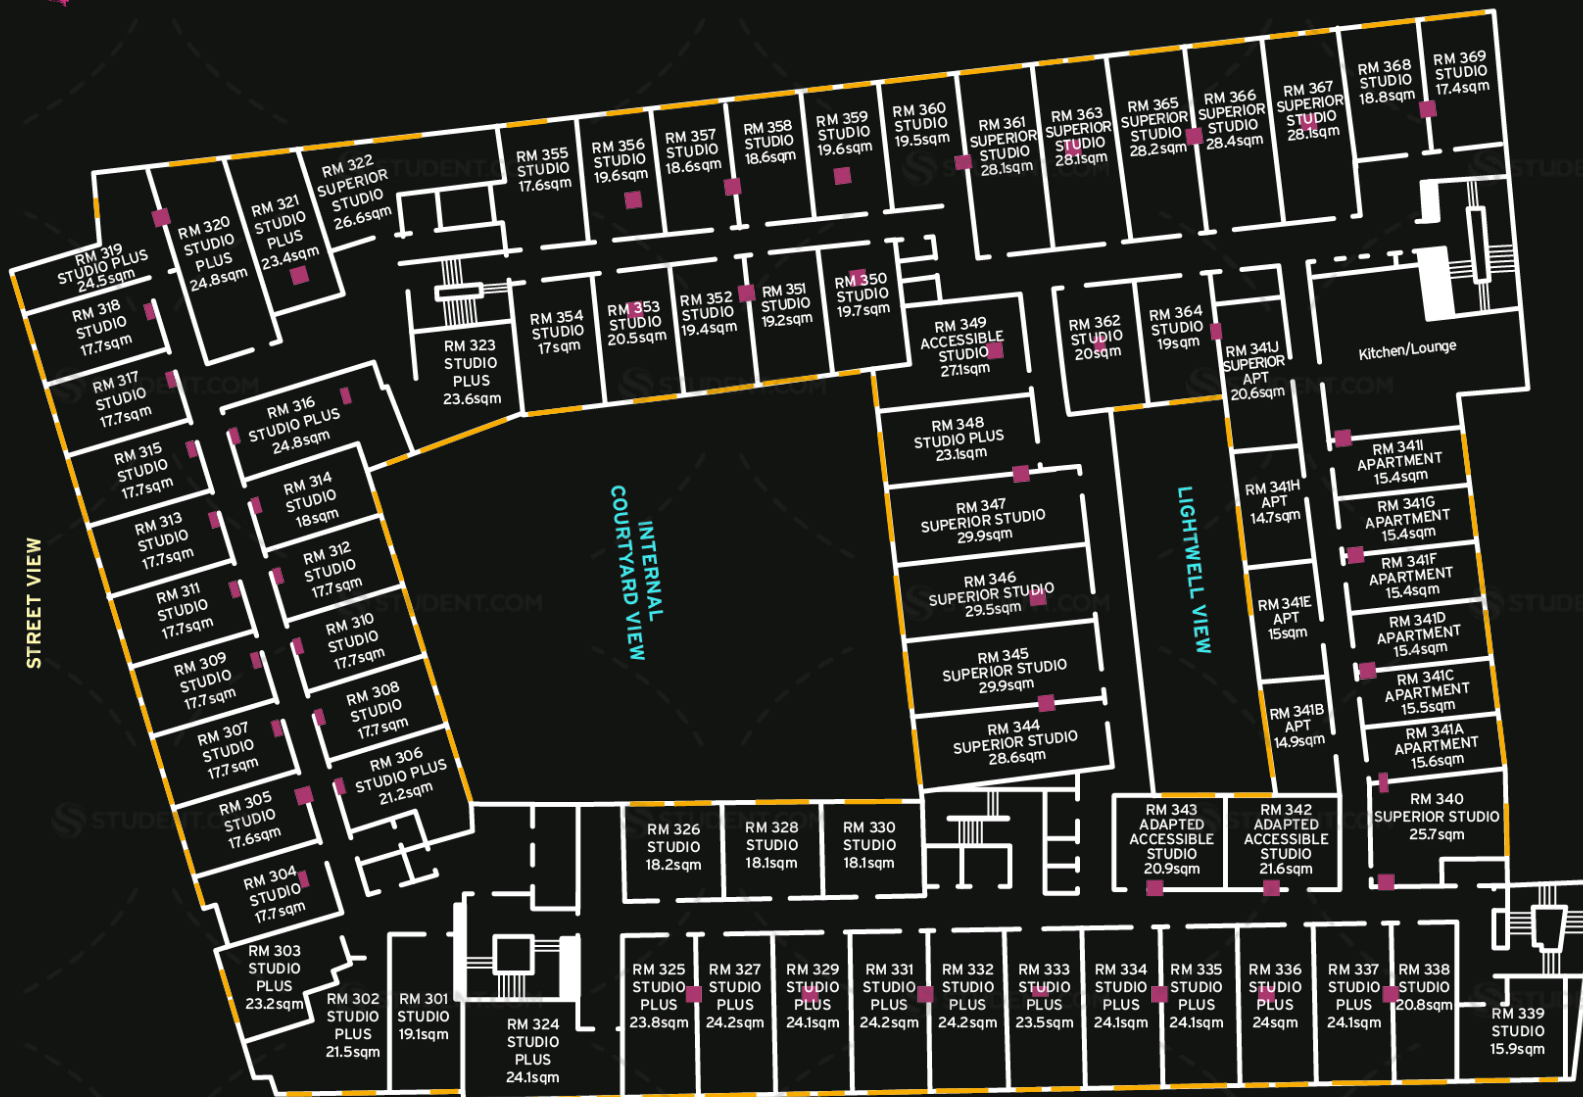 RM 319
STUDIO PLUS
24.5sqm
RM 320
STUDIO
PLUS
24.8sqm
RM 321
STUDIO
PLUS
23.4sqm
RM 322
SUPERIOR
STUDIO
26.6sqm
RM 355
STUDIO
17.6sqm
RM 356
STUDIO
19.6sqm
RM 357
STUDIO
18.6sqm
RM 358
STUDIO
18.6sqm
RM 359
STUDIO
19.6sqm
RM 360
STUDIO
19.5sqm
RM 361
SUPERIOR
STUDIO
28.1sqm
RM 363
SUPERIOR
STUDIO
28.1sqm
RM 365
SUPERIOR
STUDIO
28.2sqm
RM 366
SUPERIOR
STUDIO
28.4sqm
RM 367
SUPERIOR
STUDIO
28.1sqm
RM 368
STUDIO
18.8sqm
RM 369
STUDIO
17.4sqm
RM 318
STUDIO
17.7sqm
RM 317
STUDIO
17.7sqm
RM 315
STUDIO
17.7sqm
RM 313
STUDIO
17.7sqm
RM 311
STUDIO
17.7sqm
RM 309
STUDIO
17.7sqm
RM 307
STUDIO
17.7sqm
RM 305
STUDIO
17.6sqm
RM 304
STUDIO
17.7sqm
RM 303
STUDIO
PLUS
23.2sqm
RM 302
STUDIO
PLUS
21.5sqm
RM 301
STUDIO
19.1sqm
RM 316
STUDIO PLUS
24.8sqm
RM 314
STUDIO
18sqm
RM 312
STUDIO
17.7sqm
RM 310
STUDIO
17.7sqm
RM 308
STUDIO
17.7sqm
RM 306
STUDIO PLUS
21.2sqm
RM 323
STUDIO
PLUS
23.6sqm
RM 354
STUDIO
17sqm
RM 353
STUDIO
20.5sqm
RM 352
STUDIO
19.4sqm
RM 351
STUDIO
19.2sqm
RM 350
STUDIO
19.7sqm
RM 349
ACCESSIBLE
STUDIO
27.1sqm
RM 348
STUDIO PLUS
23.1sqm
RM 347
SUPERIOR STUDIO
29.9sqm
RM 346
SUPERIOR STUDIO
29.5sqm
RM 345
SUPERIOR STUDIO
29.9sqm
RM 344
SUPERIOR STUDIO
28.6sqm
RM 362
STUDIO
20sqm
RM 364
STUDIO
19sqm
RM 341J
SUPERIOR
APT
20.6sqm
RM 341H
APT
14.7sqm
RM 341E
APT
15sqm
RM 341B
APT
14.9sqm
Kitchen/Lounge
RM 341I
APARTMENT
15.4sqm
RM 341G
APARTMENT
15.4sqm
RM 341F
APARTMENT
15.4sqm
RM 341D
APARTMENT
15.4sqm
RM 341C
APARTMENT
15.5sqm
RM 341A
APARTMENT
15.6sqm
RM 340
SUPERIOR STUDIO
25.7sqm
STREET VIEW
INTERNAL
COURTYARD VIEW
LIGHTWELL VIEW
RM 326
STUDIO
18.2sqm
RM 328
STUDIO
18.1sqm
RM 330
STUDIO
18.1sqm
RM 343
ADAPTED
ACCESSIBLE
STUDIO
20.9sqm
RM 342
ADAPTED
ACCESSIBLE
STUDIO
21.6sqm
RM 324
STUDIO
PLUS
24.1sqm
RM 325
STUDIO
PLUS
23.8sqm
RM 327
STUDIO
PLUS
24.2sqm
RM 329
STUDIO
PLUS
24.1sqm
RM 331
STUDIO
PLUS
24.2sqm
RM 332
STUDIO
PLUS
24.2sqm
RM 333
STUDIO
PLUS
23.5sqm
RM 334
STUDIO
PLUS
24.1sqm
RM 335
STUDIO
PLUS
24.1sqm
RM 336
STUDIO
PLUS
24sqm
RM 337
STUDIO
PLUS
24.1sqm
RM 338
STUDIO
20.8sqm
RM 339
STUDIO
15.9sqm